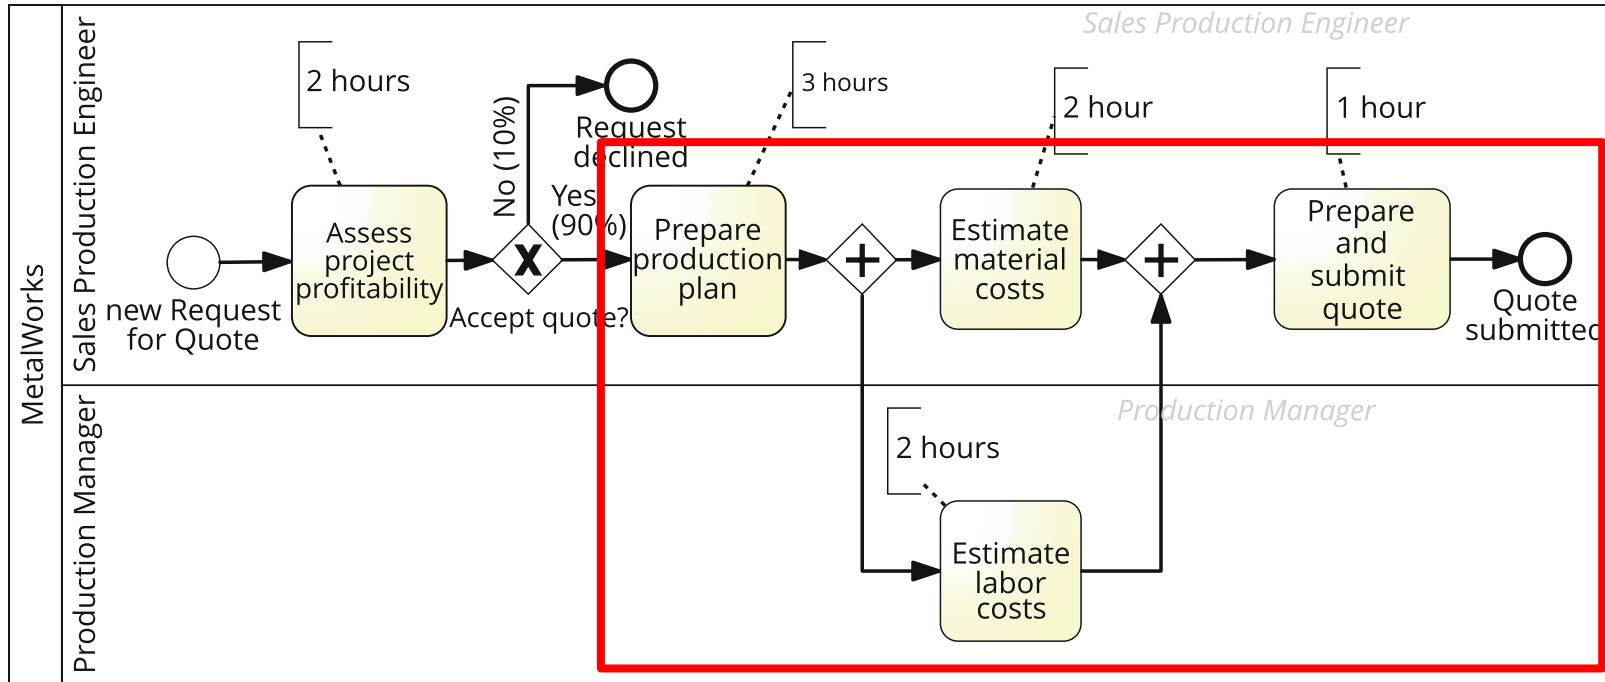 MetalWorks
Sales Production Engineer
Sales Production Engineer
2 hours
3 hours
2 hour
1 hour
No (10%)
Request
declined
Yes
(90%)
new Request
for Quote
Assess
project
profitability
Accept quote?
X
Prepare
production
plan
Estimate
material
costs
Prepare
and
submit
quote
Quote
submitted
Production Manager
Production Manager
2 hours
Estimate
labor
costs